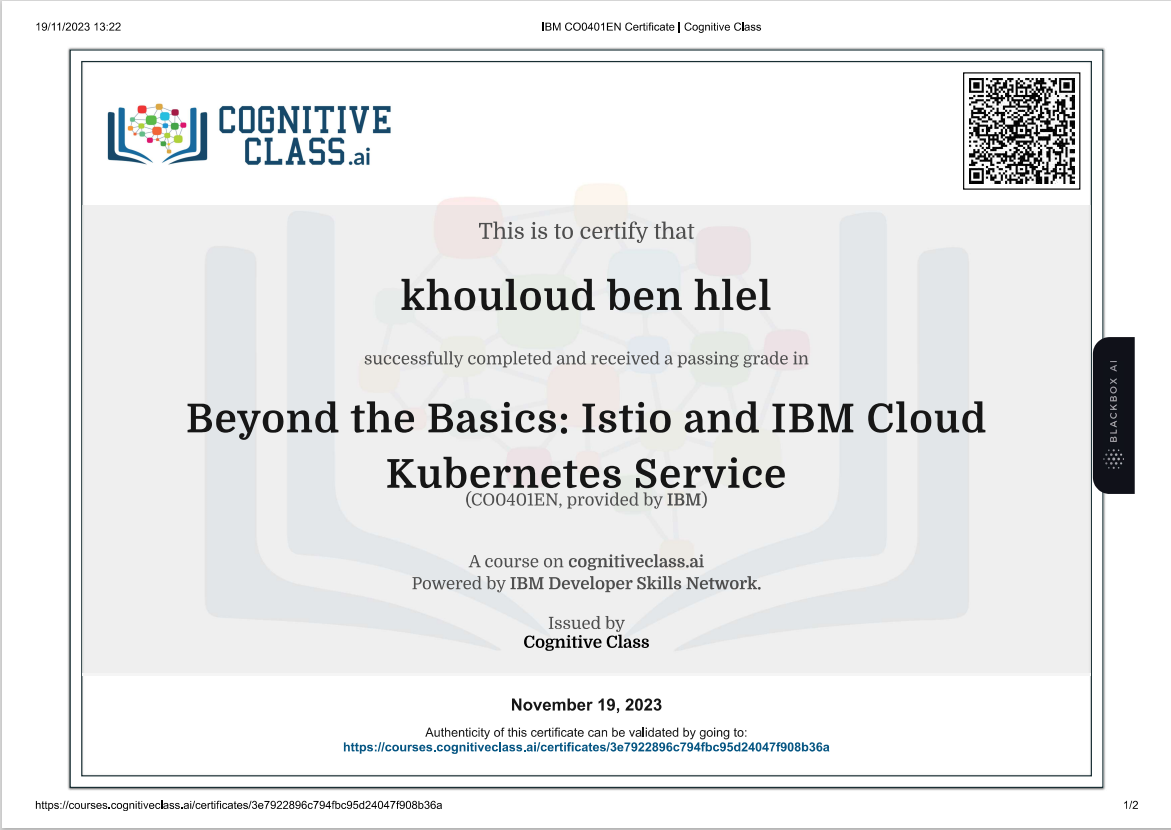 19/11/2023 13:22
IBM CO0401EN Certificate | Cognitive Class
COGNITIVE
CLASS.ai
This is to certify that
khouloud ben hlel
successfully completed and received a passing grade in
Beyond the Basics: Istio and IBM Cloud
Kubernetes Service
(CO0401EN, provided by IBM)
BLACKBOX AI
A course on cognitiveclass.ai
Powered by IBM Developer Skills Network.
Issued by
Cognitive Class
November 19, 2023
Authenticity of this certificate can be validated by going to:
https://courses.cognitiveclass.ai/certificates/3e7922896c794fbc95d24047f908b36a
https://courses.cognitiveclass.ai/certificates/3e7922896c794fbc95d24047f908b36a
1/2